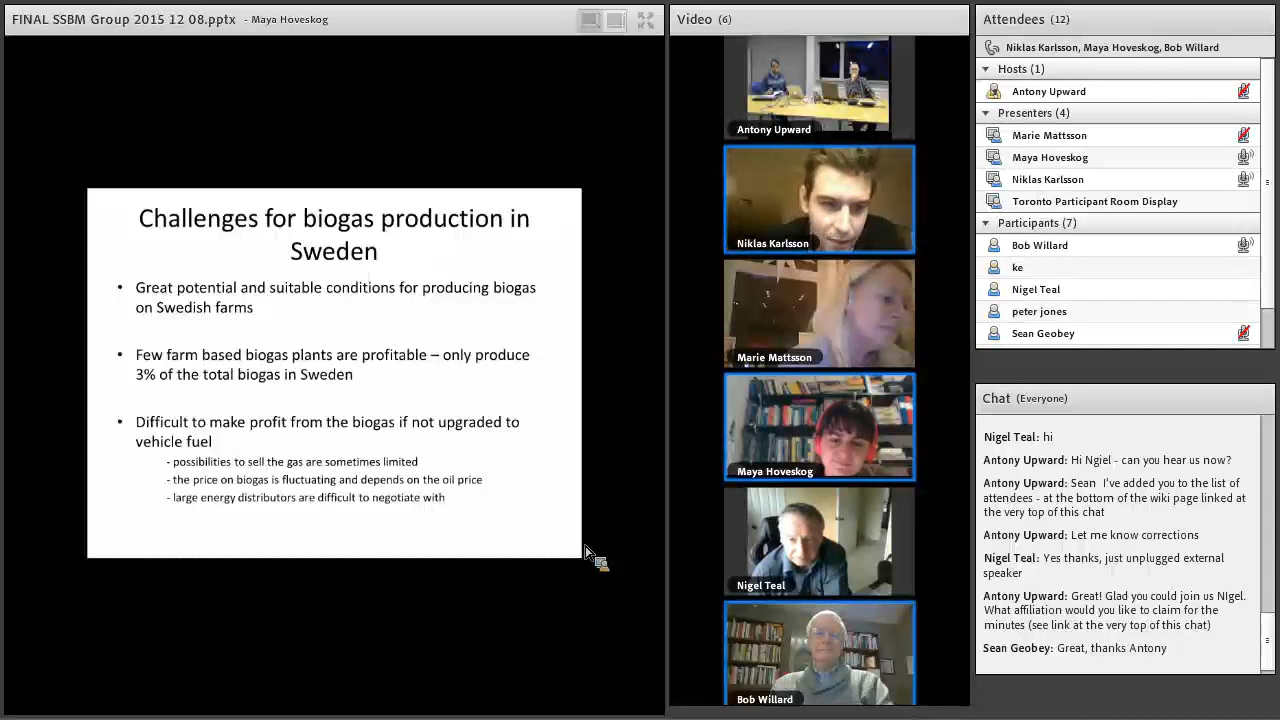 FINAL SSBM Group 2015 12 08.pptx - Maya Hoveskog
Challenges for biogas production in
Sweden
• Great potential and suitable conditions for producing biogas
on Swedish farms
• Few farm based biogas plants are profitable – only produce
3% of the total biogas in Sweden
• Difficult to make profit from the biogas if not upgraded to
vehicle fuel
- possibilities to sell the gas are sometimes limited
- the price on biogas is fluctuating and depends on the oil price
- large energy distributors are difficult to negotiate with
Video (6)
Antony Upward
Niklas Karlsson
Marie Mattsson
Maya Hoveskog
Nigel Teal
Bob Willard
Attendees (12)
Niklas Karlsson, Maya Hoveskog, Bob Willard
Hosts (1)
Antony Upward
Presenters (4)
Marie Mattsson
Maya Hoveskog
Niklas Karlsson
Toronto Participant Room Display
Participants (7)
Bob Willard
ke
Nigel Teal
peter jones
Sean Geobey
Chat (Everyone)
Nigel Teal: hi
Antony Upward: Hi Ngiel - can you hear us now?
Antony Upward: Sean I've added you to the list of
attendees - at the bottom of the wiki page linked at
the very top of this chat
Antony Upward: Let me know corrections
Nigel Teal: Yes thanks, just unplugged external
speaker
Antony Upward: Great! Glad you could join us NIgel.
What affiliation would you like to claim for the
minutes (see link at the very top of this chat)
Sean Geobey: Great, thanks Antony